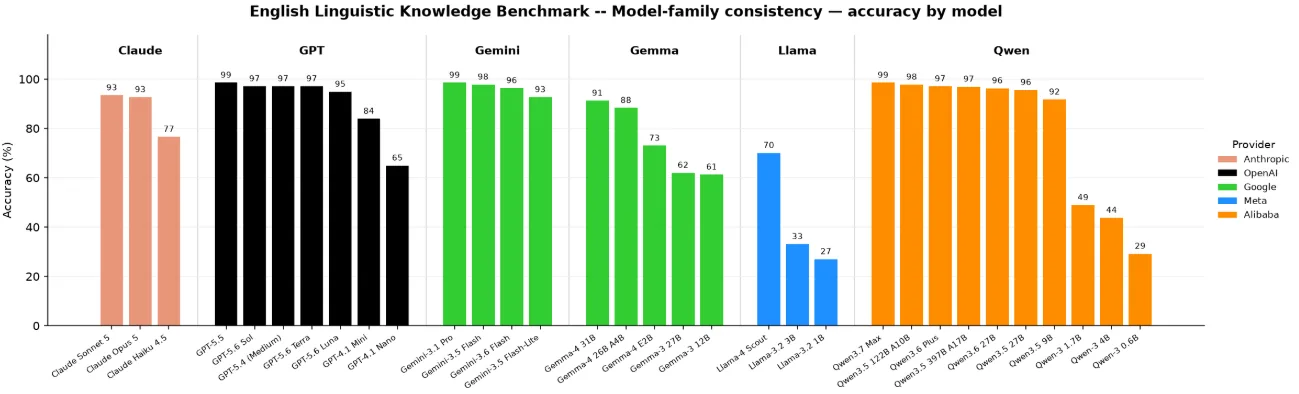 English Linguistic Knowledge Benchmark -- Model-family consistency — accuracy by model
Claude
GPT
Gemini
Gemma
Llama
Qwen
Accuracy (%)
100
80
60
40
20
0
93
93
77
99
97
97
97
95
84
65
99
98
96
93
91
88
73
62
61
70
33
27
99
98
97
97
96
96
92
49
44
29
Claude Sonnet 5
Claude Opus 5
Claude Haiku 4.5
GPT-5.5
GPT-5.6 Sol
GPT-5.4 (Medium)
GPT-5.6 Terra
GPT-5.6 Luna
GPT-4.1 Mini
GPT-4.1 Nano
Gemini-3.1 Pro
Gemini-3.5 Flash
Gemini-3.6 Flash
Gemini-3.5 Flash-Lite
Gemma-4 31B
Gemma-4 26B A4B
Gemma-4 E2B
Gemma-3 27B
Gemma-3 12B
Llama-4 Scout
Llama-3.2 3B
Llama-3.2 1B
Qwen3.7 Max
Qwen3.5 122B A10B
Qwen3.6 Plus
Qwen3.5 397B A17B
Qwen3.6 27B
Qwen3.5 27B
Qwen3.5 9B
Qwen-3 1.7B
Qwen-3 4B
Qwen-3 0.6B
Provider
Anthropic
OpenAI
Google
Meta
Alibaba